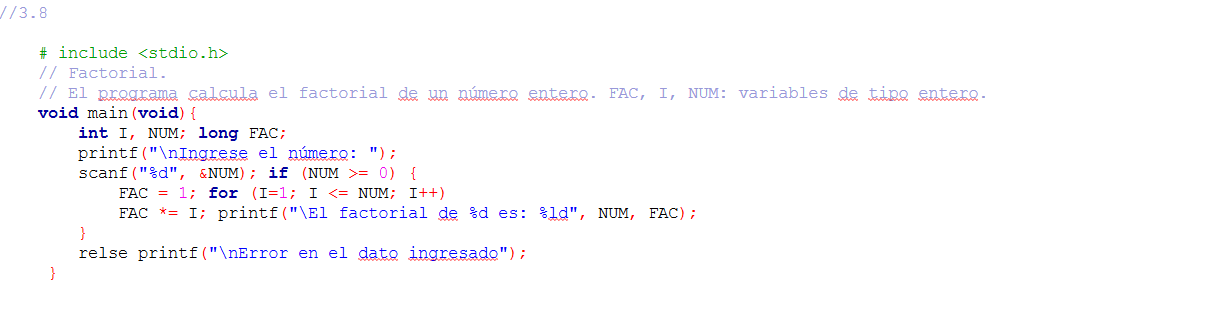 //3.8
# include <stdio.h>
// Factorial.
// El programa calcula el factorial de un número entero. FAC, I, NUM: variables de tipo entero.
void main(void){
int I, NUM; long FAC;
printf("\nIngrese el número: ");
scanf("%d", &NUM); if (NUM >= 0) {
FAC = 1; for (I=1; I <= NUM; I++)
FAC *= I; printf("\El factorial de %d es: %ld", NUM, FAC);
}
relse printf("\nError en el dato ingresado");
}